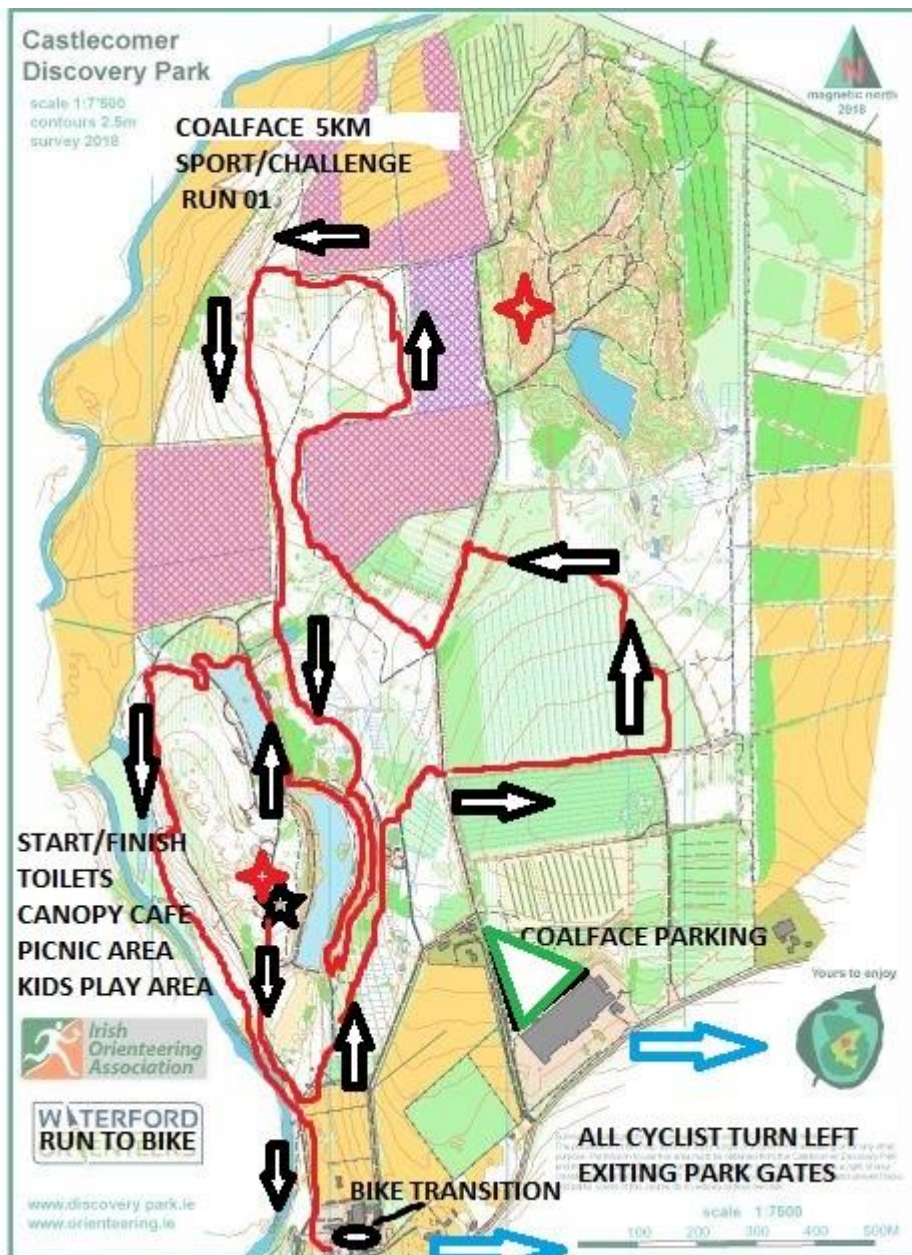 Castlecomer
Discovery Park
scale 1:7'500
contours 2.5m
survey 2018
magnetic north
2018
N
COALFACE 5KM
SPORT/CHALLENGE
RUN 01
START/FINISH
TOILETS
CANOPY CAFE
PICNIC AREA
KIDS PLAY AREA
COALFACE PARKING
Yours to enjoy
Irish
Orienteering
Association
WATERFORD
RUN TO BIKE
www.discovery park.ie
www.orienteering.ie
BIKE TRANSITION
ALL CYCLIST TURN LEFT
EXITING PARK GATES
scale 1:7500
100 200 300 400 500M